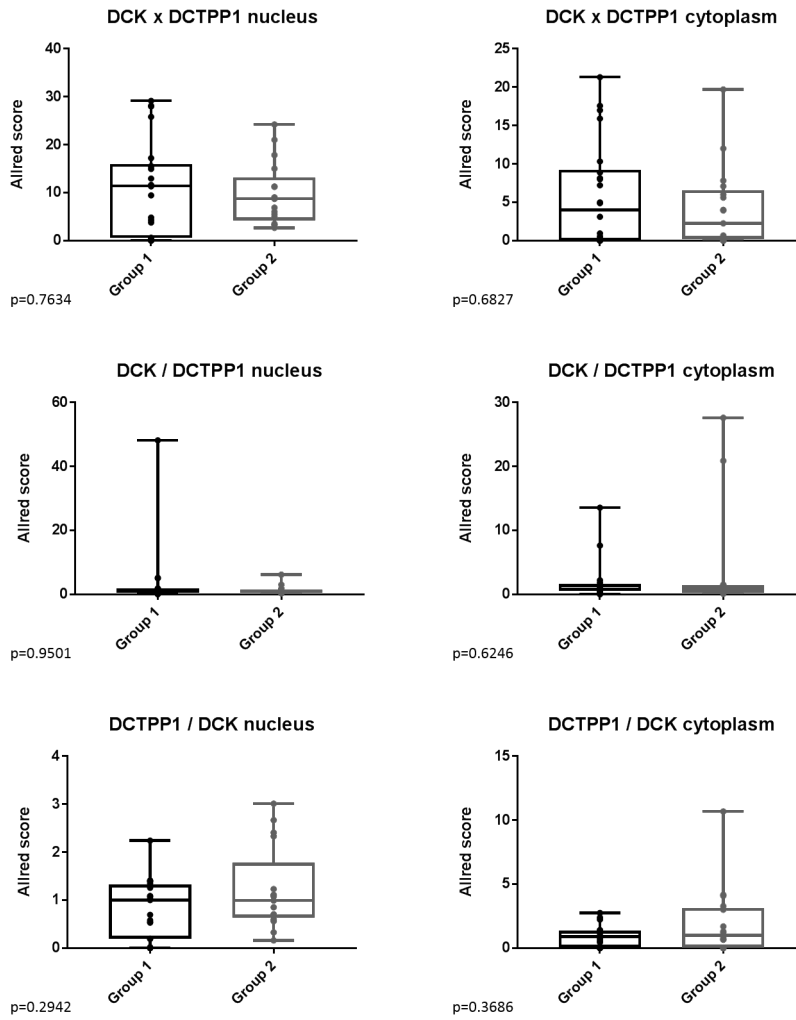 DCK x DCTPP1 nucleus
Allred score
40
30
20
10
0
Group 1
Group 2
p=0.7634
DCK x DCTPP1 cytoplasm
Allred score
25
20
15
10
5
0
Group 1
Group 2
p=0.6827
DCK / DCTPP1 nucleus
Allred score
60
40
20
0
Group 1
Group 2
p=0.9501
DCK / DCTPP1 cytoplasm
Allred score
30
20
10
0
Group 1
Group 2
p=0.6246
DCTPP1 / DCK nucleus
Allred score
4
3
2
1
0
Group 1
Group 2
p=0.2942
DCTPP1 / DCK cytoplasm
Allred score
15
10
5
0
Group 1
Group 2
p=0.3686